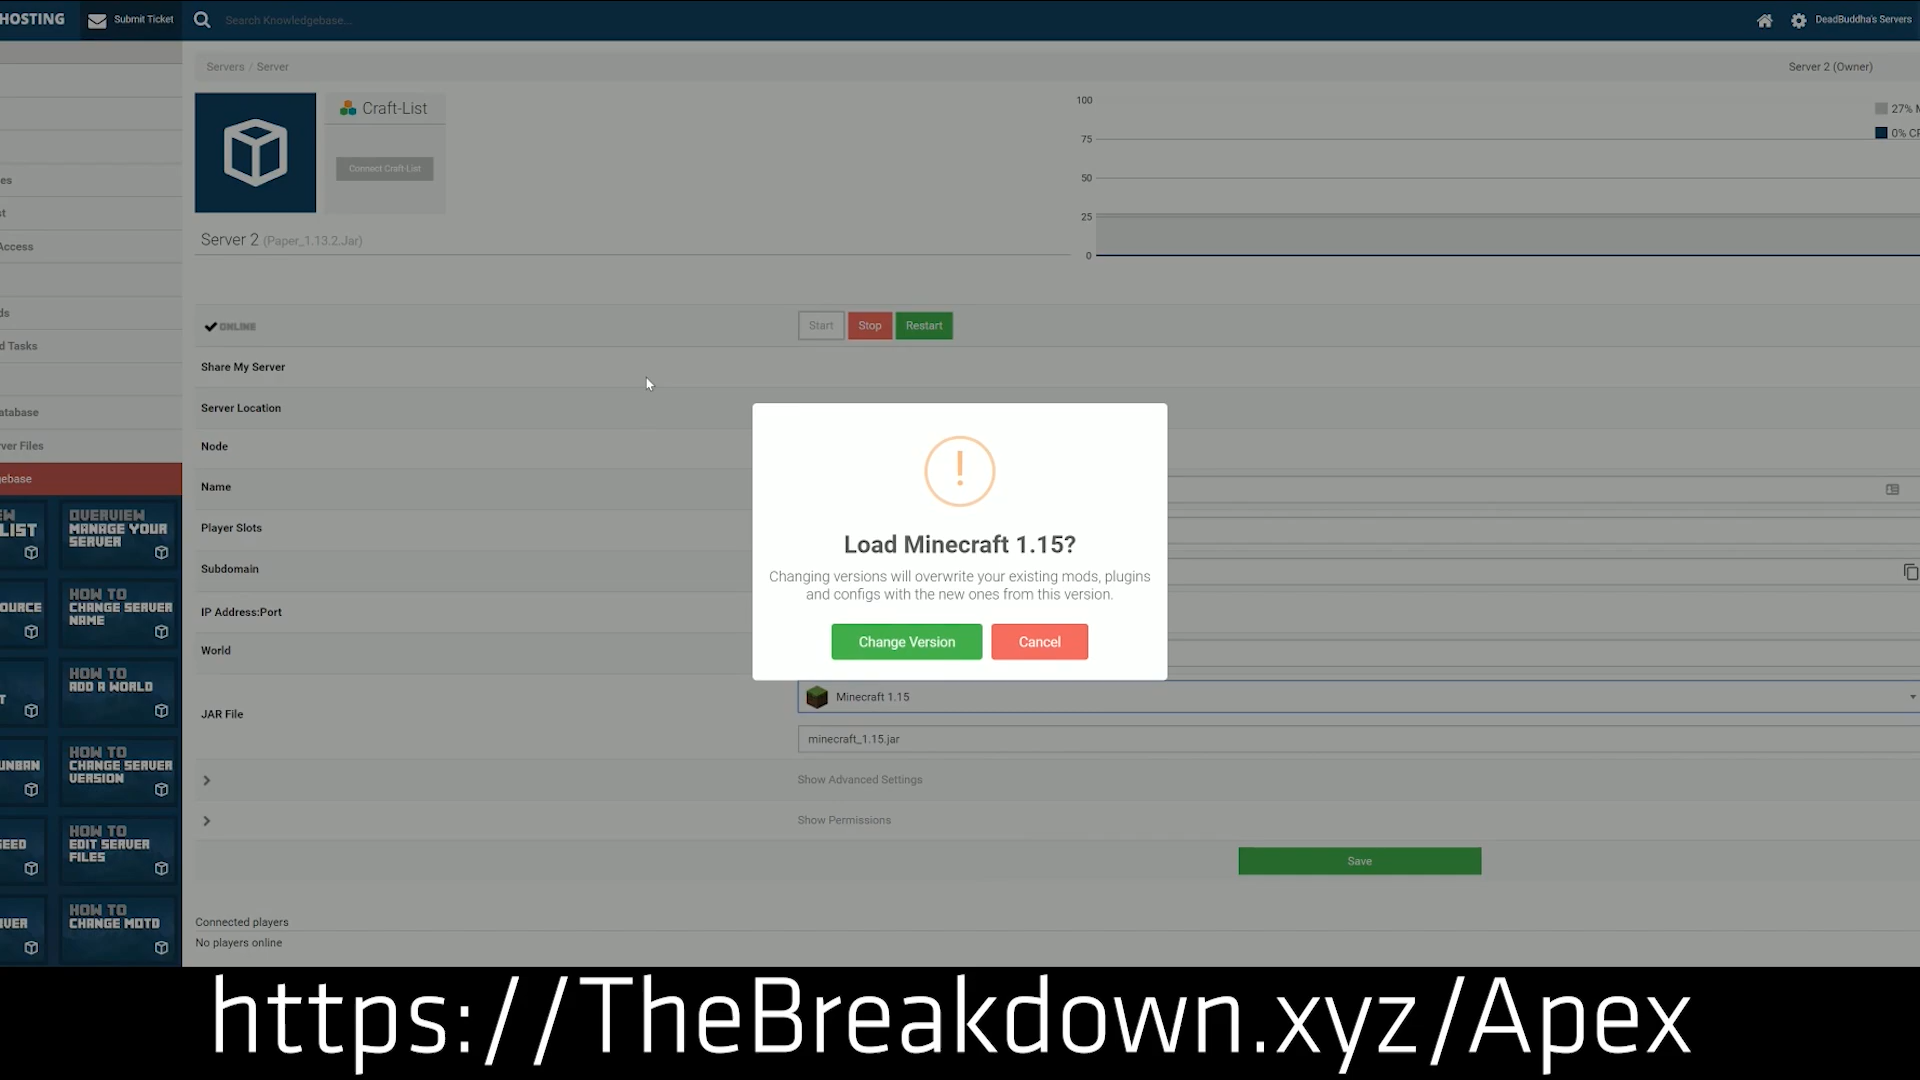 HOSTING
Submit Ticket
Search Knowledgebase...
DeadBuddha's Servers
Servers / Server
Server 2 (Owner)
Craft-List
Connect Craft-List
100
75
50
25
0
27% M
0% CP
Server 2 (Paper_1.13.2.Jar)
ONLINE
Start
Stop
Restart
Share My Server
Server Location
Node
Name
Player Slots
Subdomain
IP Address:Port
World
JAR File
Load Minecraft 1.15?
Changing versions will overwrite your existing mods, plugins
and configs with the new ones from this version.
Change Version
Cancel
Minecraft 1.15
minecraft_1.15.jar
Show Advanced Settings
Show Permissions
Save
Connected players
No players online
es
st
Access
ds
d Tasks
atabase
ver Files
gebase
EW
LIST
OVERVIEW
MANAGE YOUR
SERVER
OURCE
HOW TO
CHANGE SERVER
NAME
T
HOW TO
ADD A WORLD
UNBAN
HOW TO
CHANGE SERVER
VERSION
SEED
HOW TO
EDIT SERVER
FILES
HOW TO
CHANGE MOTD
https://TheBreakdown.xyz/Apex